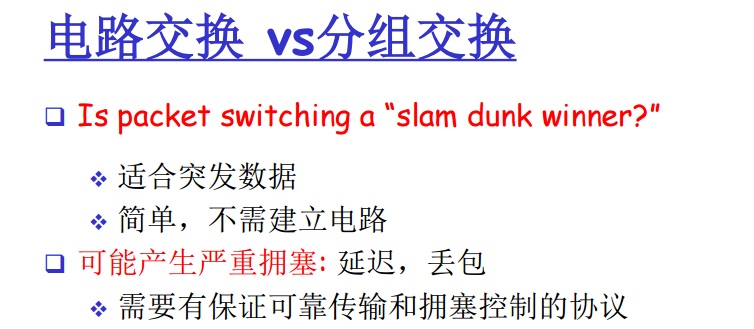 电路交换 vs分组交换
Is packet switching a “slam dunk winner?”
适合突发数据
简单，不需建立电路
可能产生严重拥塞: 延迟，丢包
需要有保证可靠传输和拥塞控制的协议